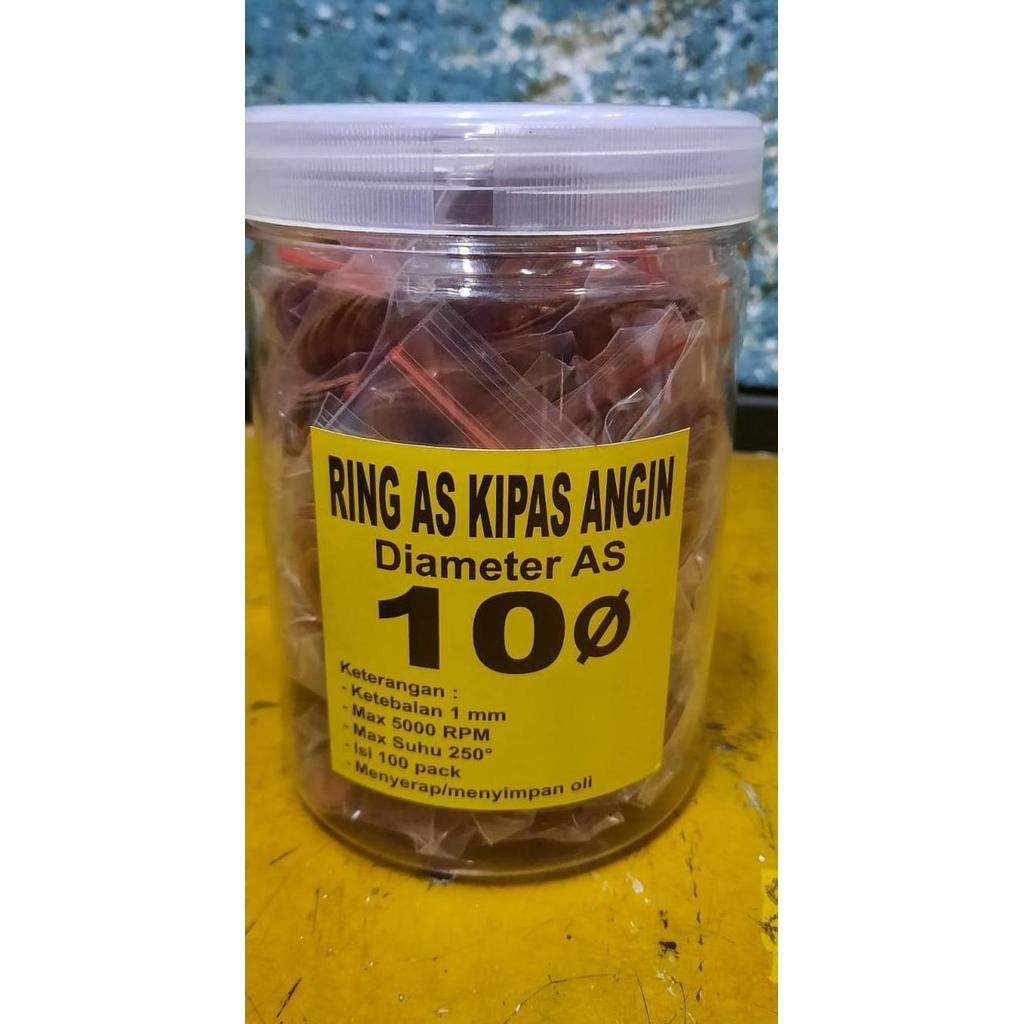 RING AS KIPAS ANGIN
Diameter AS
10Ø
Keterangan :
- Ketebalan 1 mm
- Max 5000 RPM
- Max Suhu 250°
- Isi 100 pack
- Menyerap/menyimpan oli